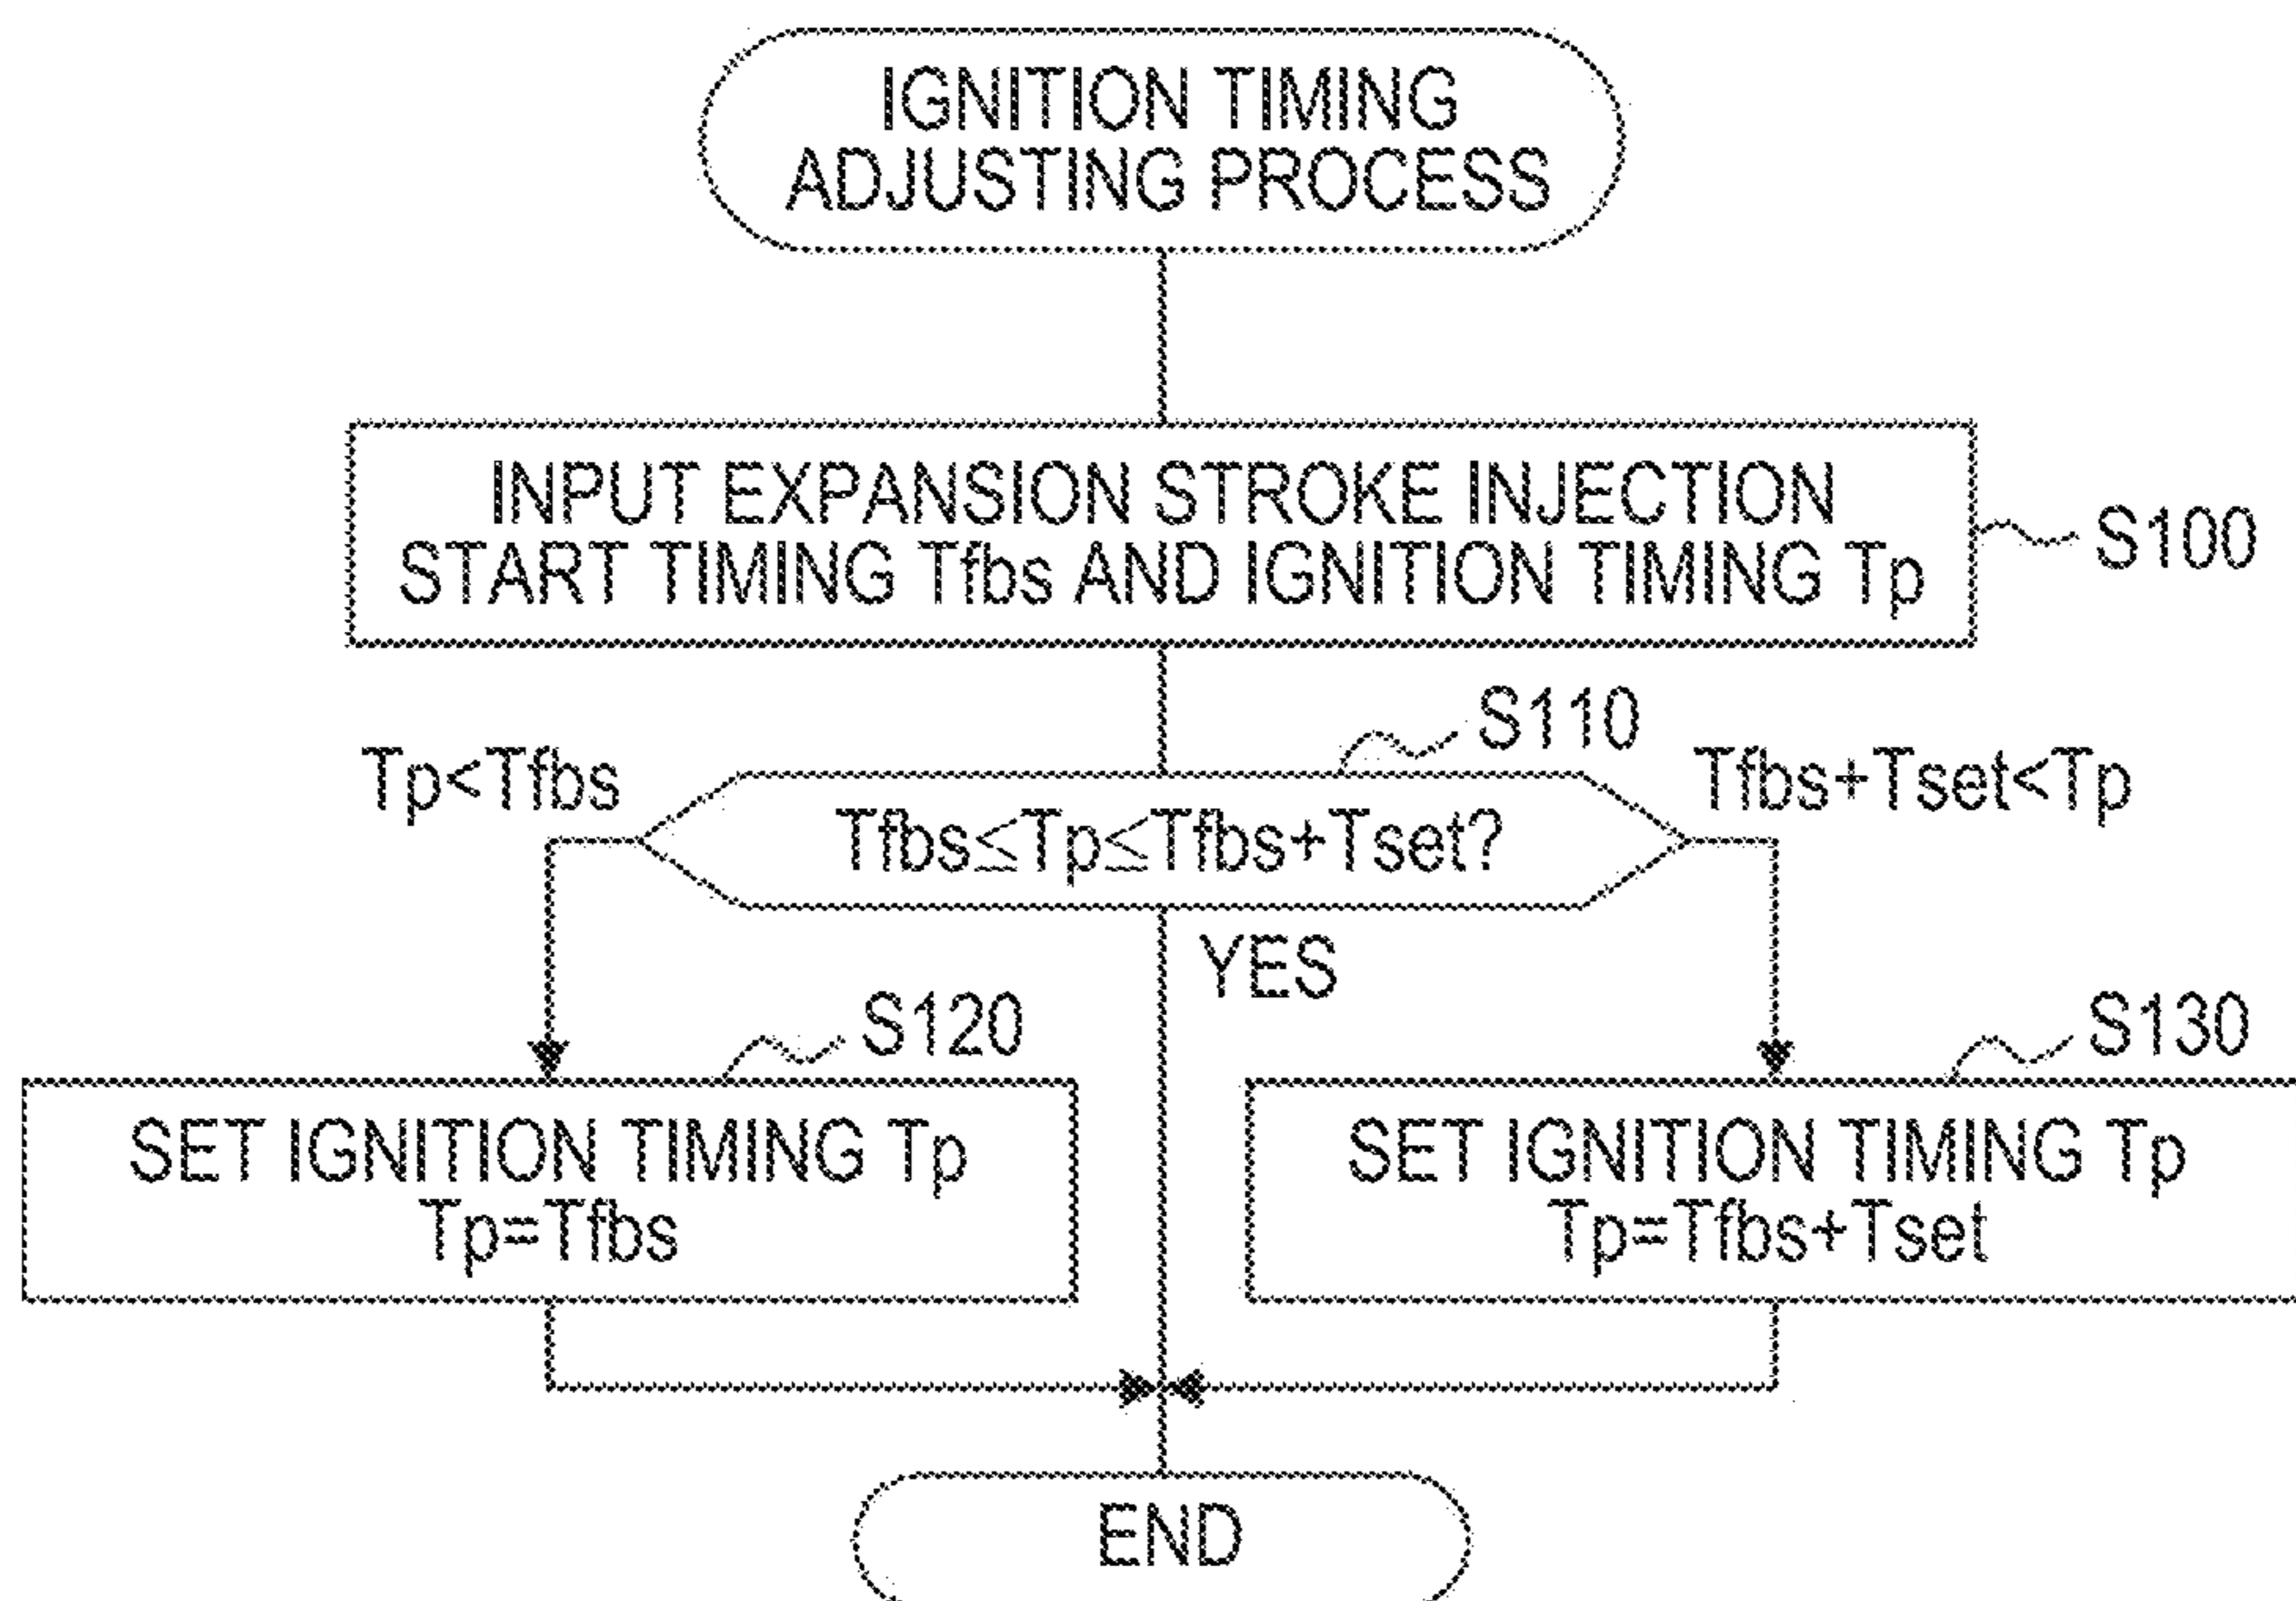 IGNITION TIMING
ADJUSTING PROCESS
INPUT EXPANSION STROKE INJECTION
START TIMING Tfbs AND IGNITION TIMING Tp
S100
S110
Tp<Tfbs
Tfbs+Tset<Tp
Tfbs≦Tp≦Tfbs+Tset?
YES
S120
S130
SET IGNITION TIMING Tp
Tp=Tfbs
SET IGNITION TIMING Tp
Tp=Tfbs+Tset
END